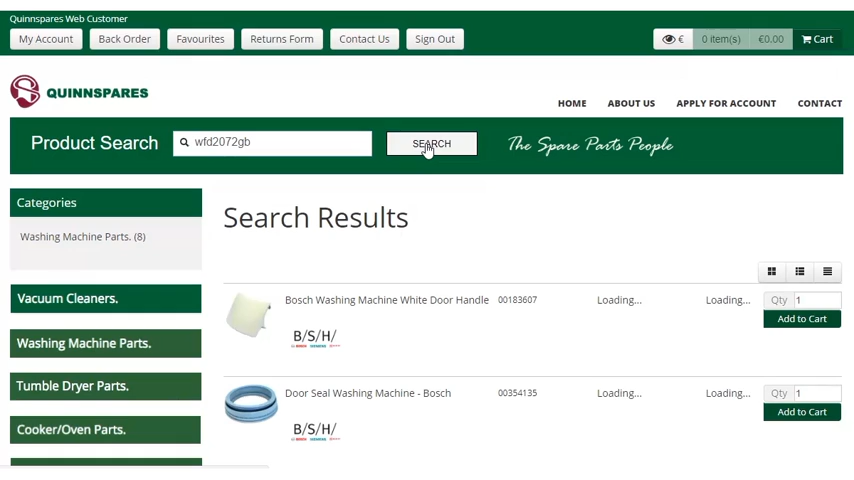 Quinnspares Web Customer
My Account Back Order Favourites Returns Form Contact Us Sign Out € 0 item(s) €0.00 Cart
QUINNSPARES
HOME ABOUT US APPLY FOR ACCOUNT CONTACT
Product Search wfd2072gb SEARCH The Spare Parts People
Categories
Washing Machine Parts. (8)
Vacuum Cleaners.
Washing Machine Parts.
Tumble Dryer Parts.
Cooker/Oven Parts.
Search Results
Bosch Washing Machine White Door Handle 00183607 Loading... Loading... Qty 1
Add to Cart
B/S/H/
Door Seal Washing Machine - Bosch 00354135 Loading... Loading... Qty 1
Add to Cart
B/S/H/